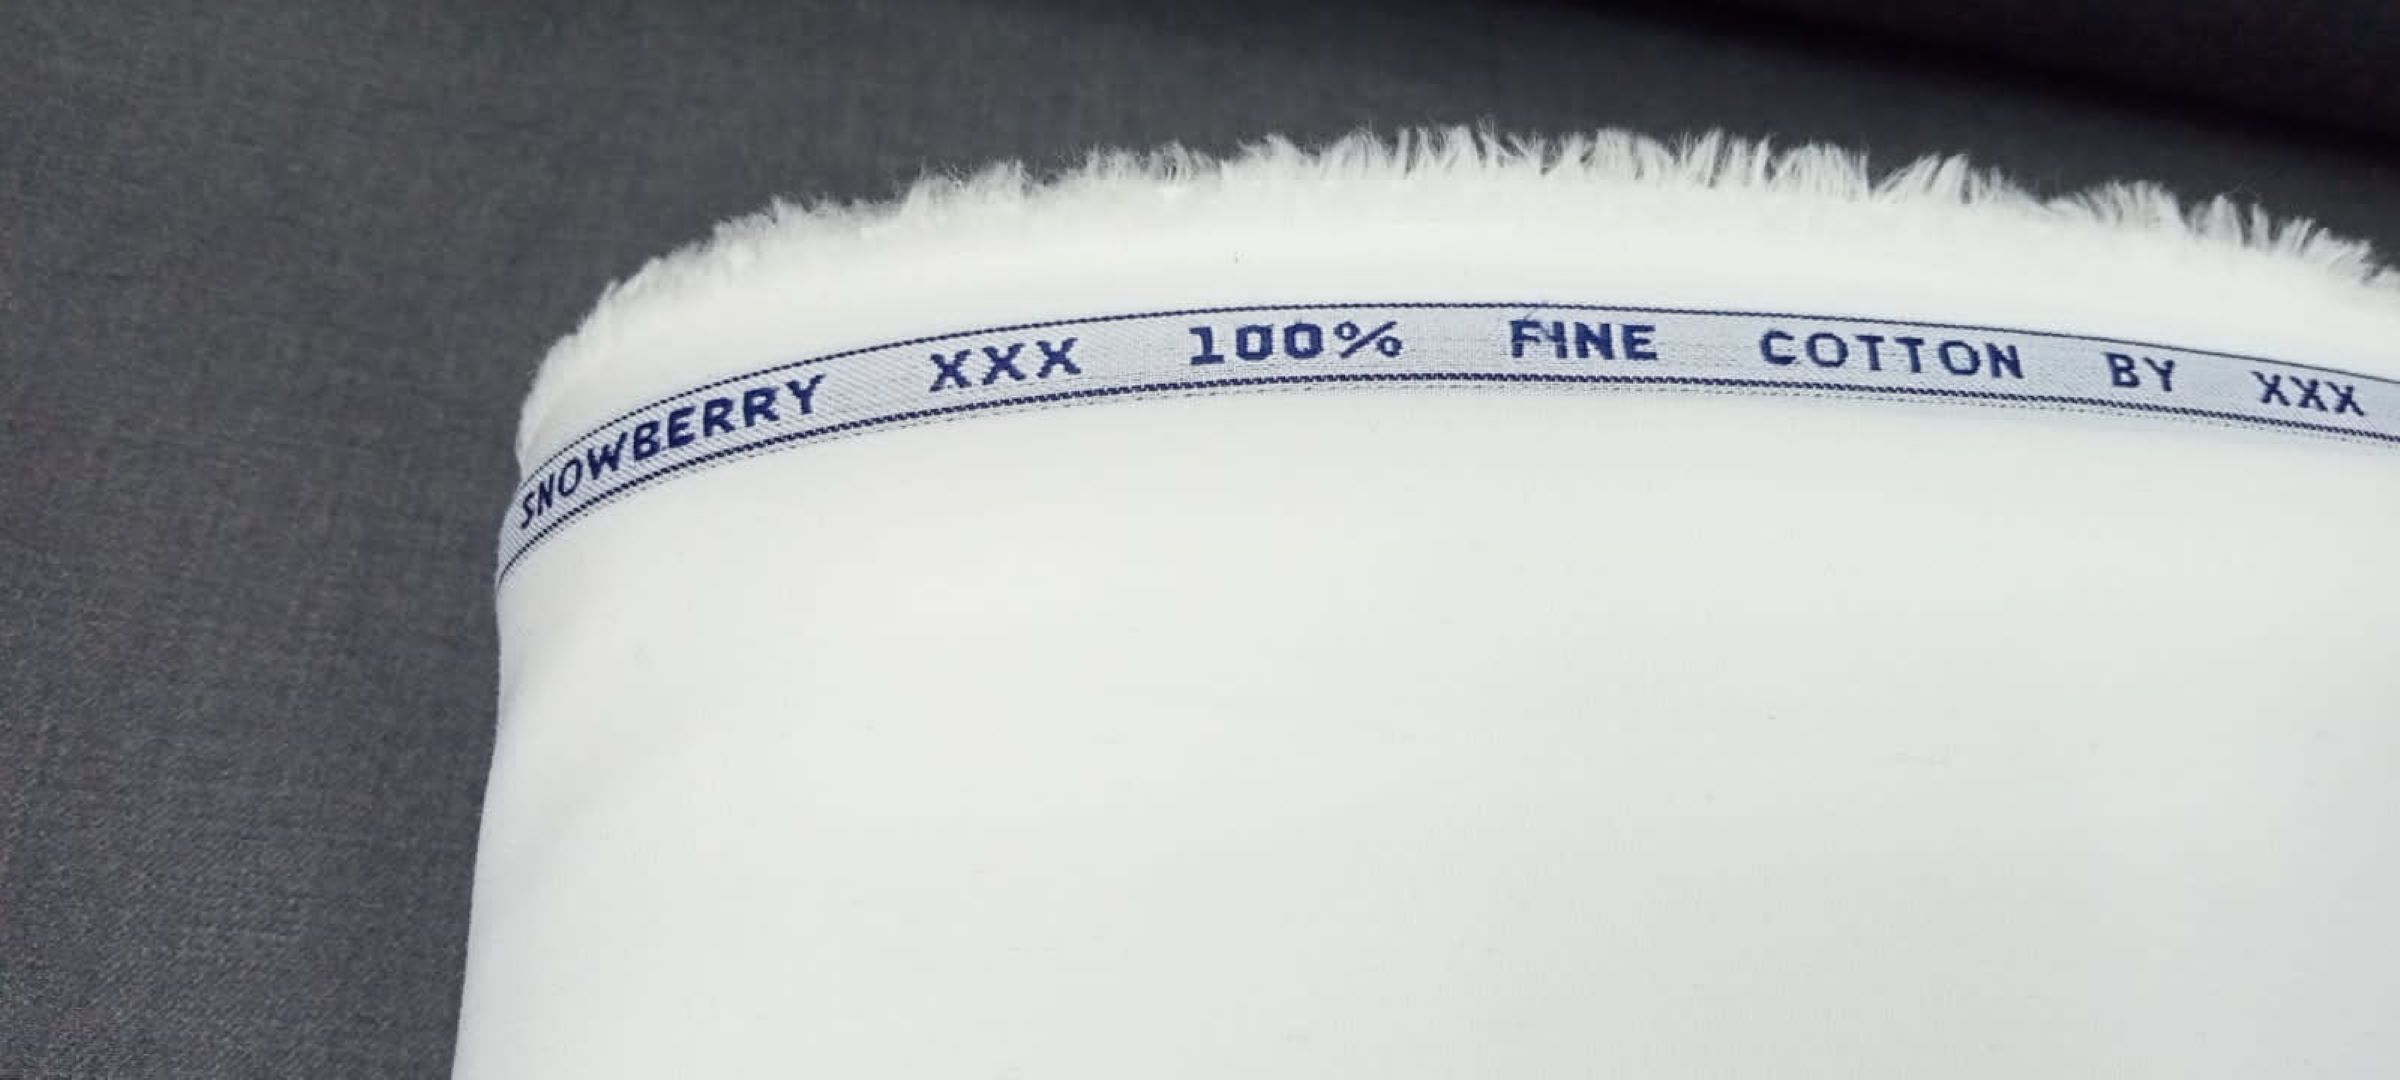 SNOWBERRY XXX 100% FINE COTTON BY XXX